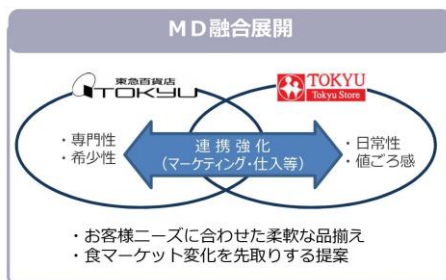 MD融合展開
東急百貨店
TOKYU
TOKYU
Tokyu Store
・専門性
・希少性
連携強化
(マーケティング・仕入等)
・日常性
・値ごろ感
・お客様ニーズに合わせた柔軟な品揃え
・食マーケット変化を先取りする提案